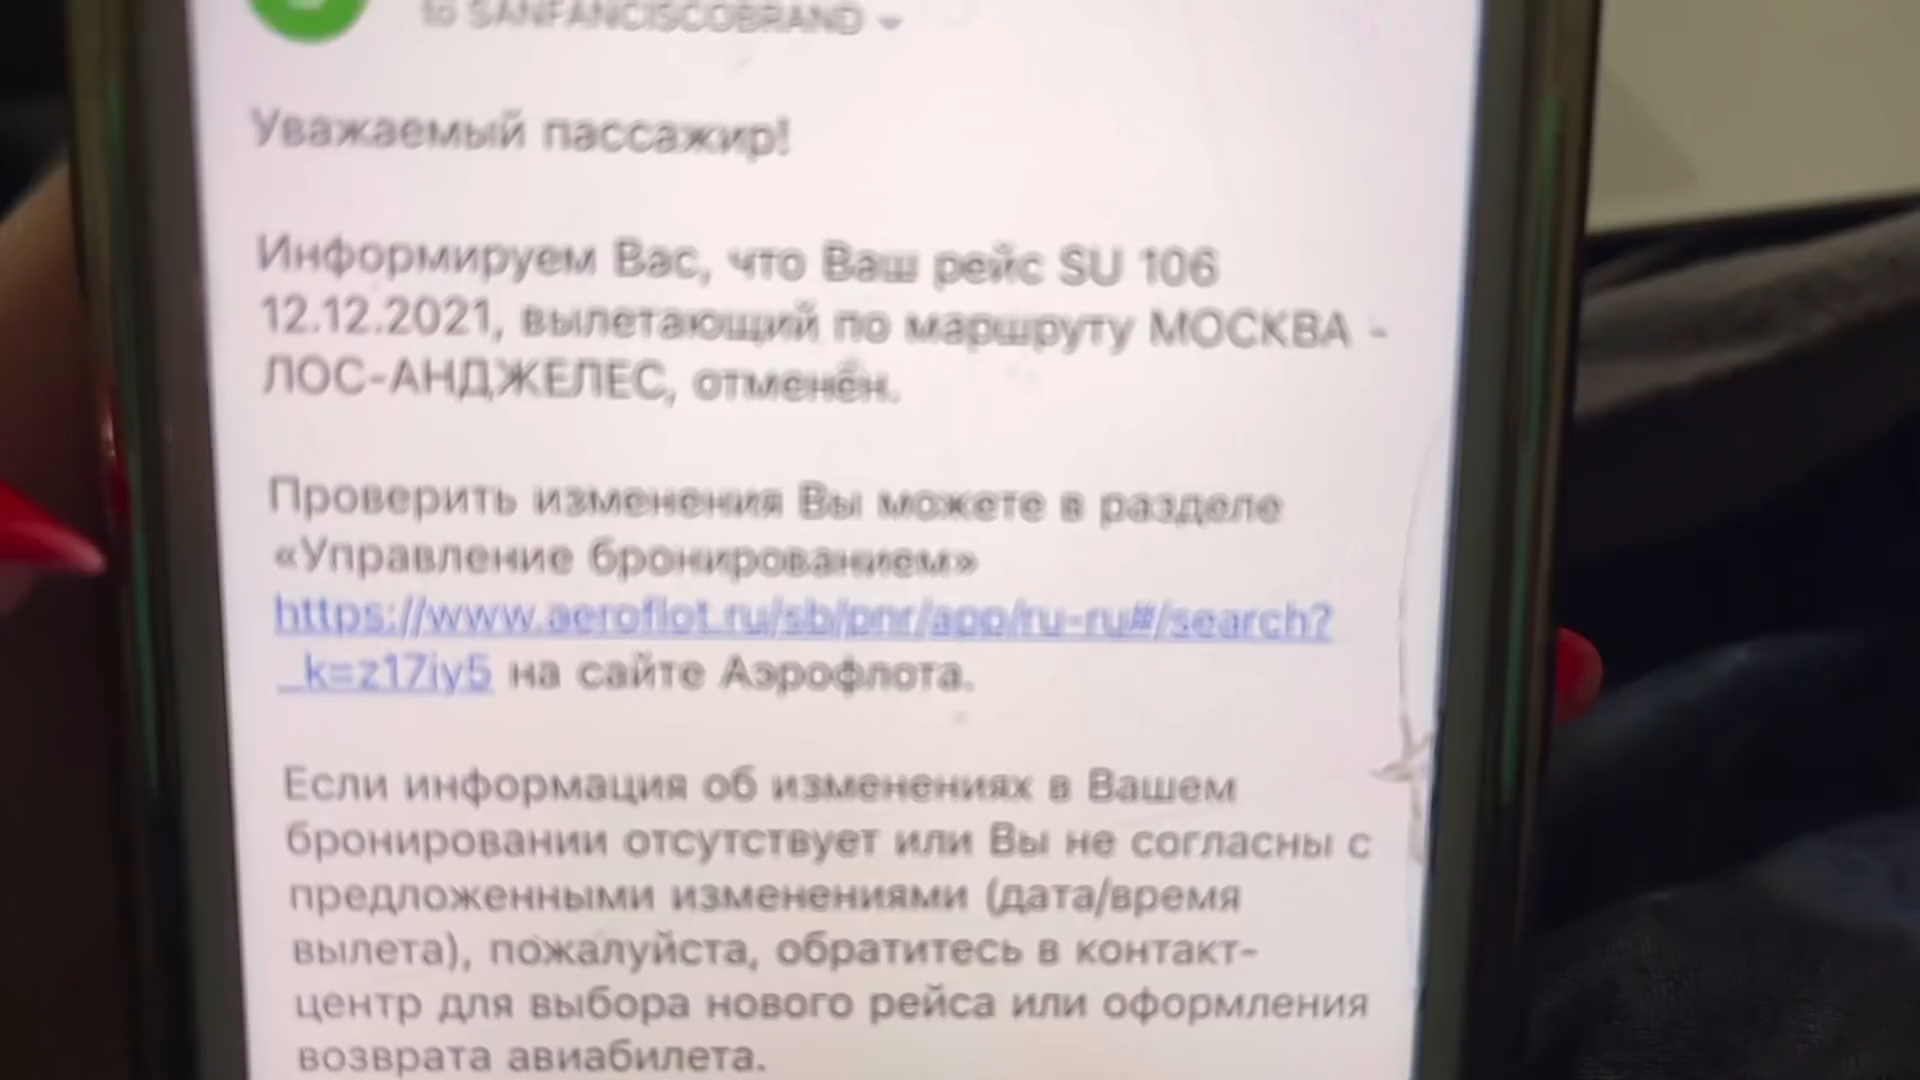 to SANFANCISCOBRAND
Уважаемый пассажир!
Информируем Вас, что Ваш рейс SU 106
12.12.2021, вылетающий по маршруту МОСКВА -
ЛОС-АНДЖЕЛЕС, отменён.
Проверить изменения Вы можете в разделе
«Управление бронированием»
https://www.aeroflot.ru/sb/pnr/app/ru-ru#/search?
_k=z17iy5 на сайте Аэрофлота.
Если информация об изменениях в Вашем
бронировании отсутствует или Вы не согласны с
предложенными изменениями (дата/время
вылета), пожалуйста, обратитесь в контакт-
центр для выбора нового рейса или оформления
возврата авиабилета.